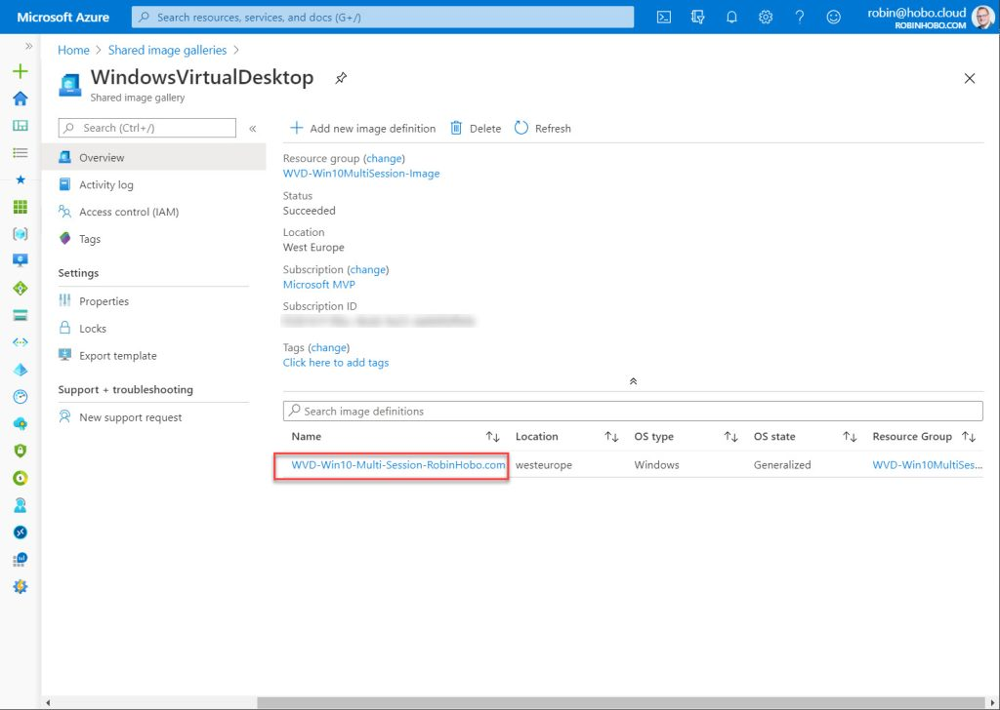 Microsoft Azure
Search resources, services, and docs (G+/)
robin@hobo.cloud
ROBINHOBO.COM
Home > Shared image galleries >
WindowsVirtualDesktop
Shared image gallery
Search (Ctrl+/)
Add new image definition
Delete
Refresh
Overview
Activity log
Access control (IAM)
Tags
Settings
Properties
Locks
Export template
Support + troubleshooting
New support request
Resource group (change)
WVD-Win10MultiSession-Image
Status
Succeeded
Location
West Europe
Subscription (change)
Microsoft MVP
Subscription ID
Tags (change)
Click here to add tags
Search image definitions
Name Location OS type OS state Resource Group
WVD-Win10-Multi-Session-RobinHobo.com westeurope Windows Generalized WVD-Win10MultiSes...